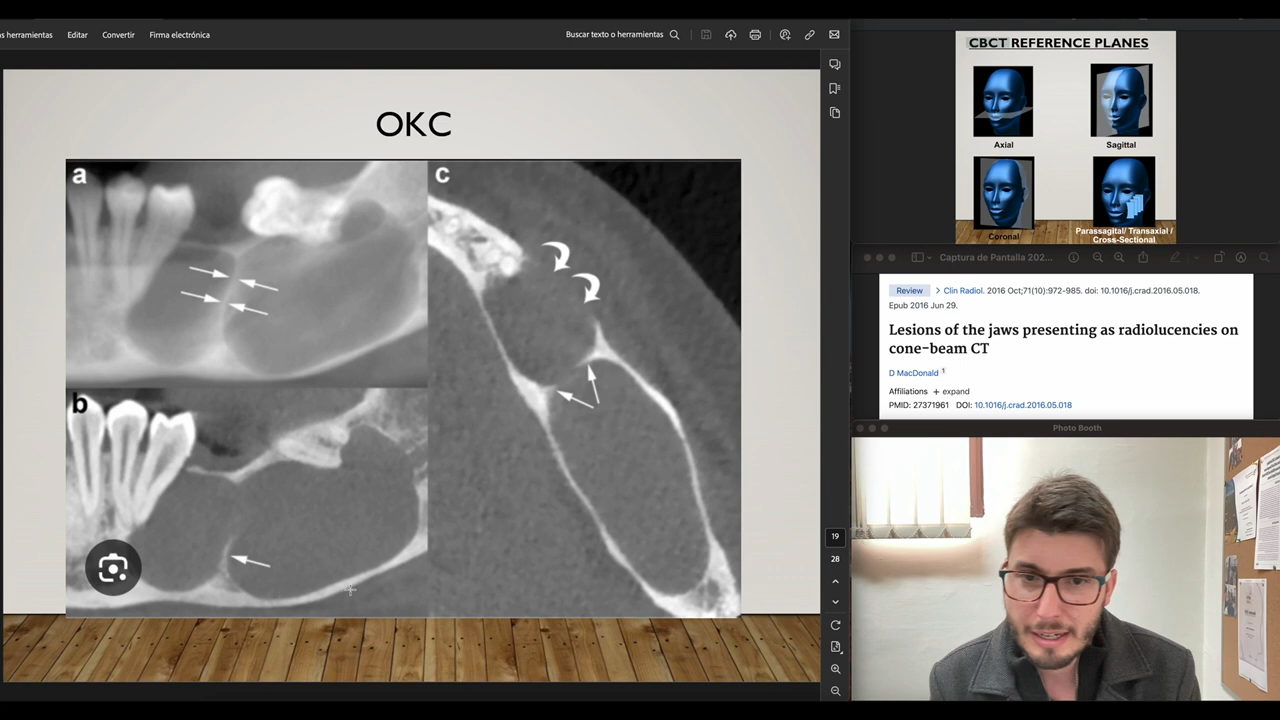 as herramientas
Editar
Convertir
Firma electrónica
Buscar texto o herramientas
OKC
a
b
c
19
28
CBCT REFERENCE PLANES
Axial
Sagittal
Coronal
Parassagital/ Transaxial /
Cross-Sectional
Captura de Pantalla 202...
Review
Clin Radiol. 2016 Oct;71(10):972-985. doi: 10.1016/j.crad.2016.05.018.
Epub 2016 Jun 29.
Lesions of the jaws presenting as radiolucencies on
cone-beam CT
D MacDonald 1
Affiliations + expand
PMID: 27371961 DOI: 10.1016/j.crad.2016.05.018
Photo Booth